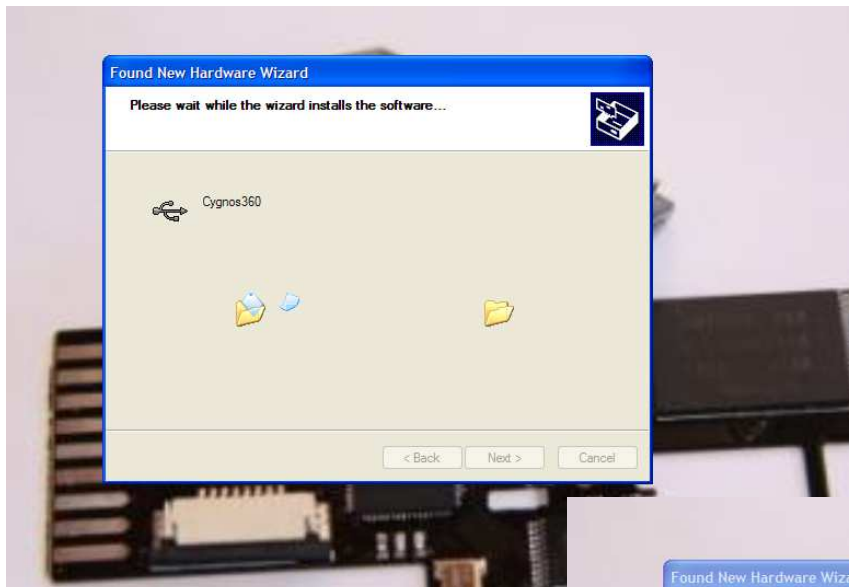 Found New Hardware Wizard
Please wait while the wizard installs the software...
Cygnos360
< Back
Next >
Cancel
Found New Hardware Wiz